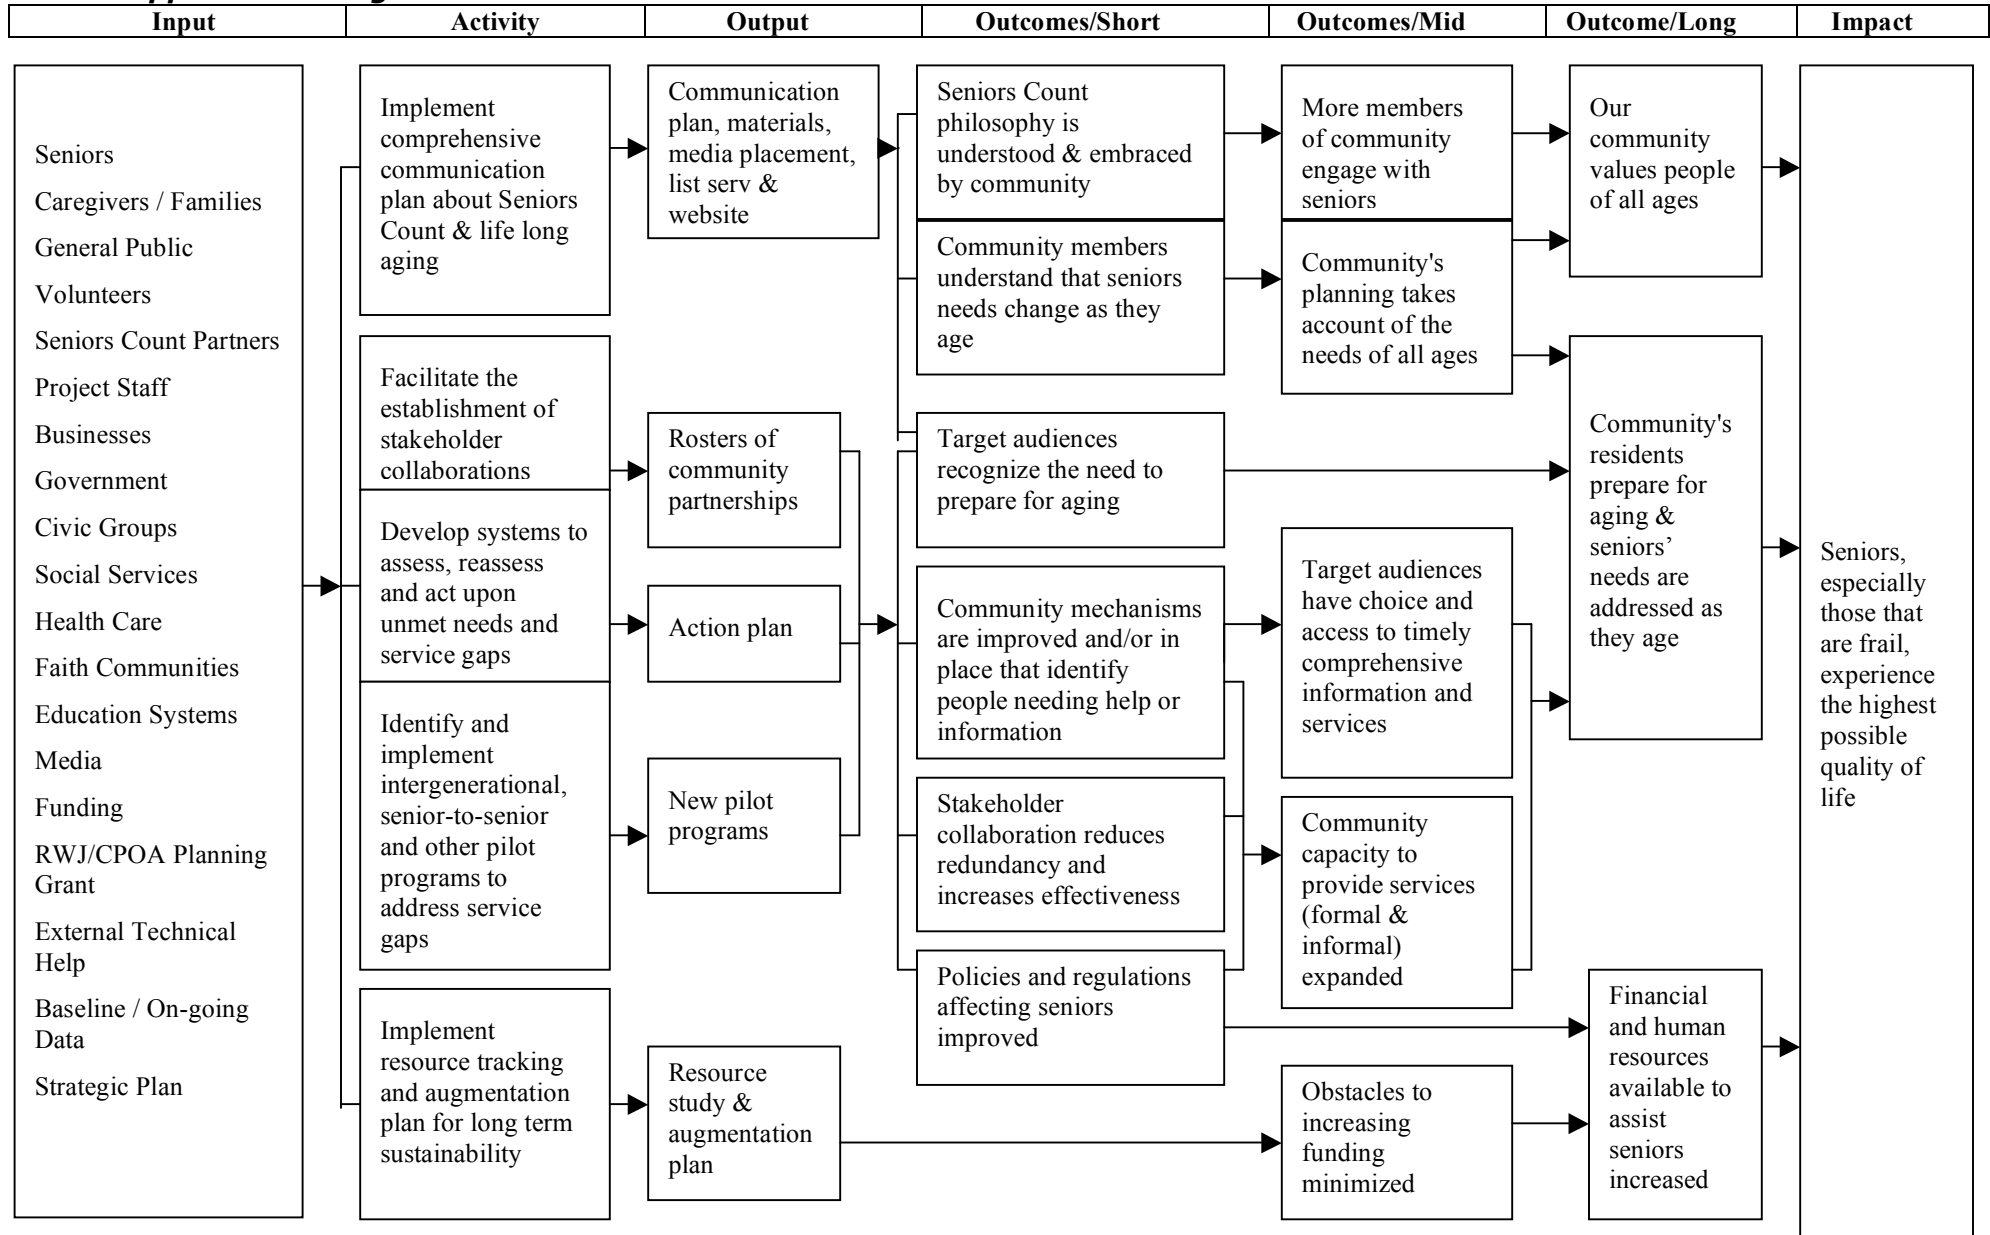 Input
Activity
Output
Outcomes/Short
Outcomes/Mid
Outcome/Long
Impact
Seniors
Caregivers / Families
General Public
Volunteers
Seniors Count Partners
Project Staff
Businesses
Government
Civic Groups
Social Services
Health Care
Faith Communities
Education Systems
Media
Funding
RWJ/CPOA Planning
Grant
External Technical
Help
Baseline / On-going
Data
Strategic Plan
Implement
comprehensive
communication
plan about Seniors
Count & life long
aging
Facilitate the
establishment of
stakeholder
collaborations
Develop systems to
assess, reassess
and act upon
unmet needs and
service gaps
Identify and
implement
intergenerational,
senior-to-senior
and other pilot
programs to
address service
gaps
Implement
resource tracking
and augmentation
plan for long term
sustainability
Communication
plan, materials,
media placement,
list serv &
website
Rosters of
community
partnerships
Action plan
New pilot
programs
Resource
study &
augmentation
plan
Seniors Count
philosophy is
understood & embraced
by community
Community members
understand that seniors
needs change as they
age
Target audiences
recognize the need to
prepare for aging
Community mechanisms
are improved and/or in
place that identify
people needing help or
information
Stakeholder
collaboration reduces
redundancy and
increases effectiveness
Policies and regulations
affecting seniors
improved
More members
of community
engage with
seniors
Community's
planning takes
account of the
needs of all ages
Target audiences
have choice and
access to timely
comprehensive
information and
services
Community
capacity to
provide services
(formal &
informal)
expanded
Obstacles to
increasing
funding
minimized
Our
community
values people
of all ages
Community's
residents
prepare for
aging &
seniors’
needs are
addressed as
they age
Financial
and human
resources
available to
assist
seniors
increased
Seniors,
especially
those that
are frail,
experience
the highest
possible
quality of
life